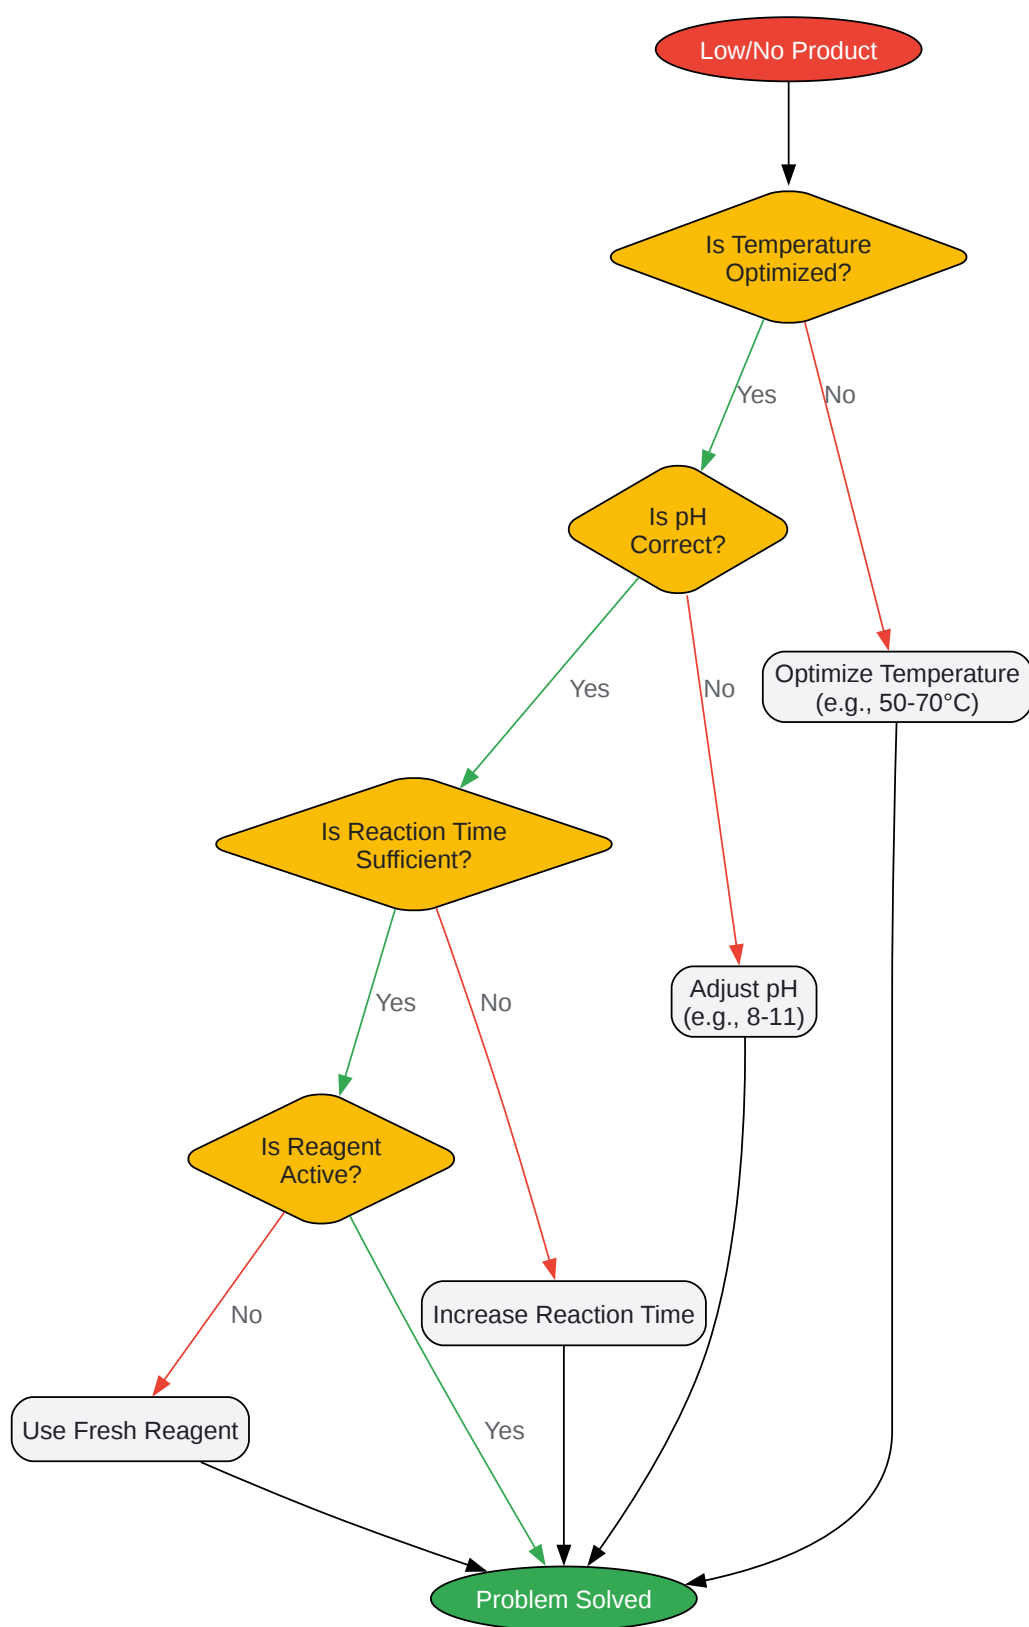 Low/No Product
Is Temperature
Optimized?
Yes
No
Is pH
Correct?
Yes
No
Optimize Temperature
(e.g., 50-70°C)
Is Reaction Time
Sufficient?
Yes
No
Adjust pH
(e.g., 8-11)
Is Reagent
Active?
No
Yes
Increase Reaction Time
Use Fresh Reagent
Problem Solved